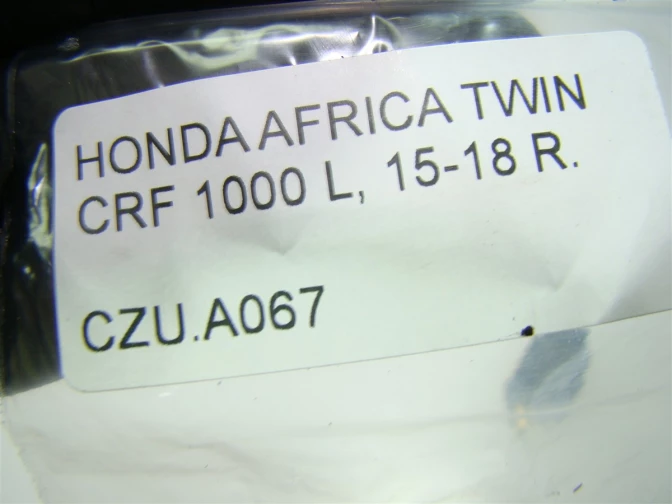 HONDA AFRICA TWIN
CRF 1000 L, 15-18 R.
CZU.A067